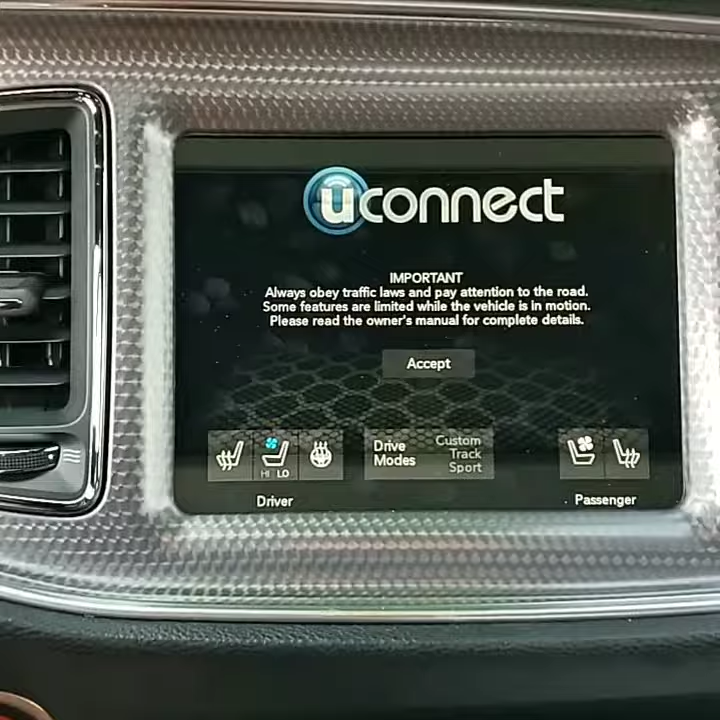 uconnect
IMPORTANT
Always obey traffic laws and pay attention to the road.
Some features are limited while the vehicle is in motion.
Please read the owner's manual for complete details.
Accept
HI LO
Drive Modes
Custom
Track
Sport
Driver
Passenger